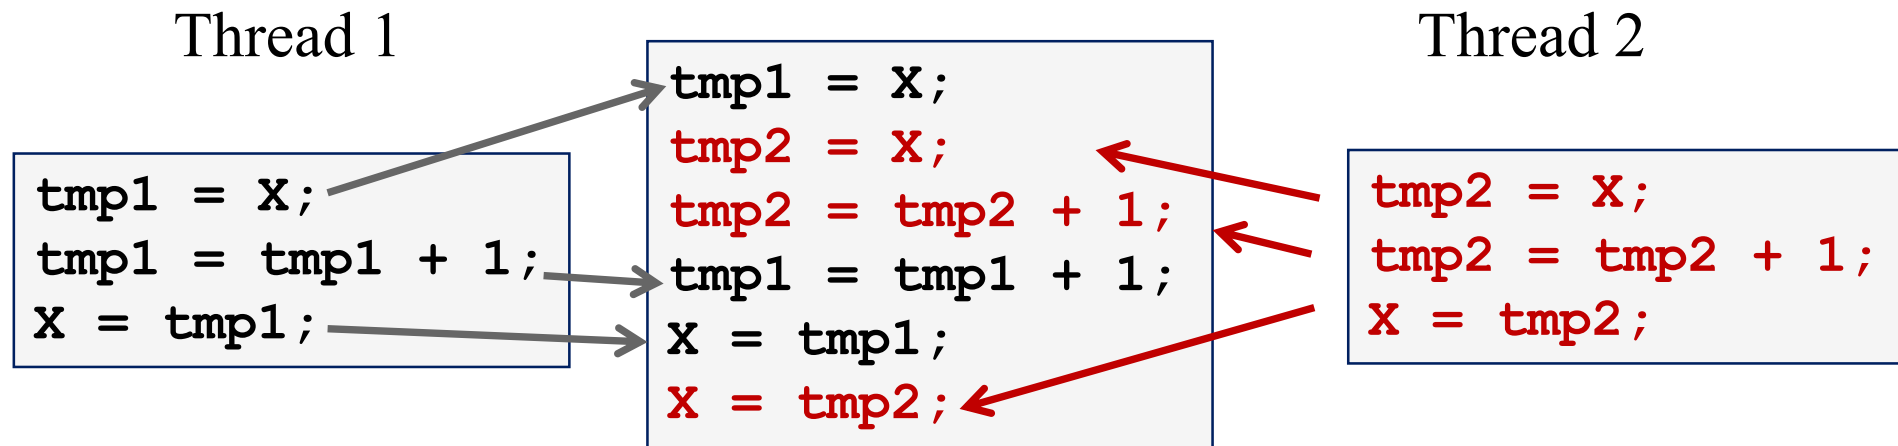 Thread 1
tmp1 = X;
tmp1 = tmp1 + 1;
X = tmp1;
tmp1 = X;
tmp2 = X;
tmp2 = tmp2 + 1;
tmp1 = tmp1 + 1;
X = tmp1;
X = tmp2;
Thread 2
tmp2 = X;
tmp2 = tmp2 + 1;
X = tmp2;